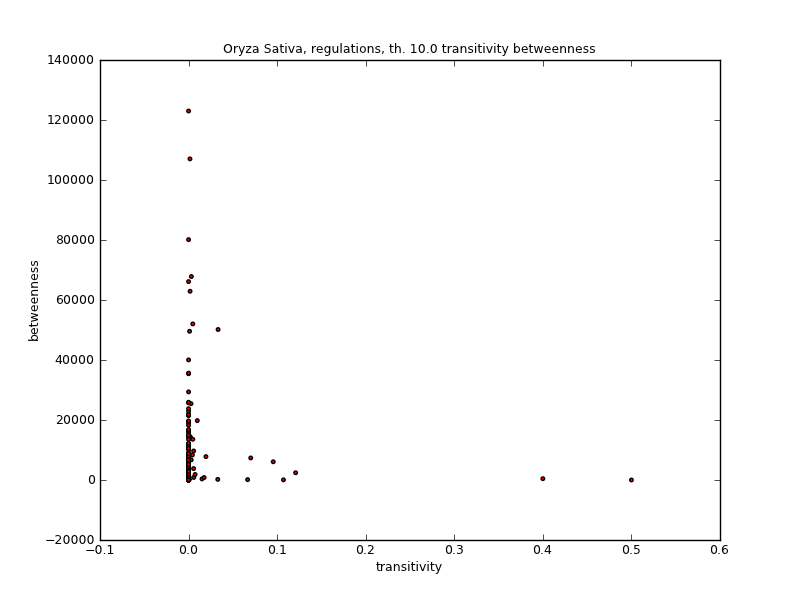 Oryza Sativa, regulations, th. 10.0 transitivity betweenness
140000
120000
100000
80000
60000
40000
20000
0
−20000
−0.1 0.0 0.1 0.2 0.3 0.4 0.5 0.6
betweenness
transitivity